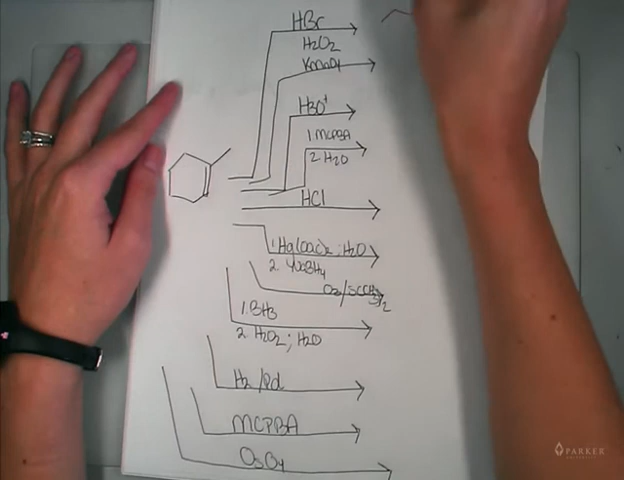 HBr
H2O2
KMnO4
H3O+
1. MCPBA
2. H2O
HCl
1. Hg(OAc)2; H2O
2. NaBH4
O3/S(CH3)2
1. BH3
2. H2O2; H2O
H2/Pd
MCPBA
OsO4
PARKER